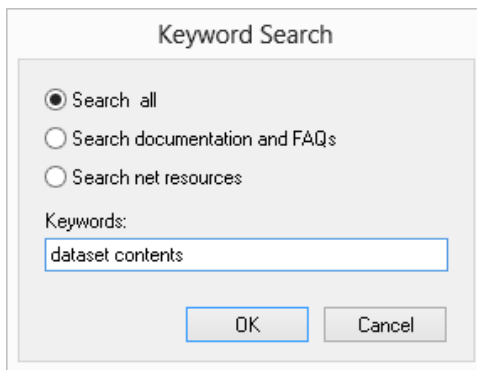 Keyword Search
Search all
Search documentation and FAQs
Search net resources
Keywords:
dataset contents
OK Cancel